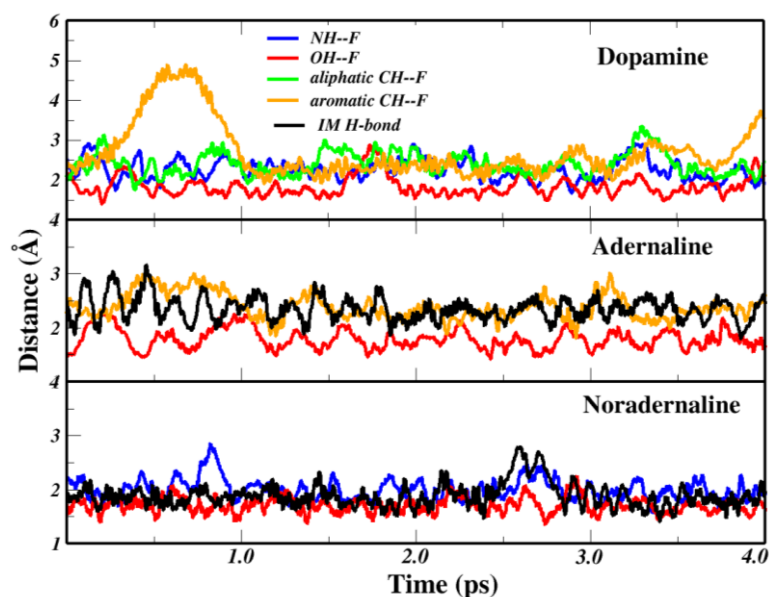 6
5
4
3
2
NH--F
OH--F
aliphatic CH--F
aromatic CH--F
IM H-bond
Dopamine
4
3
2
Adernaline
Distance (Å)
4
3
2
1
Noradernaline
1.0
2.0
3.0
4.0
Time (ps)